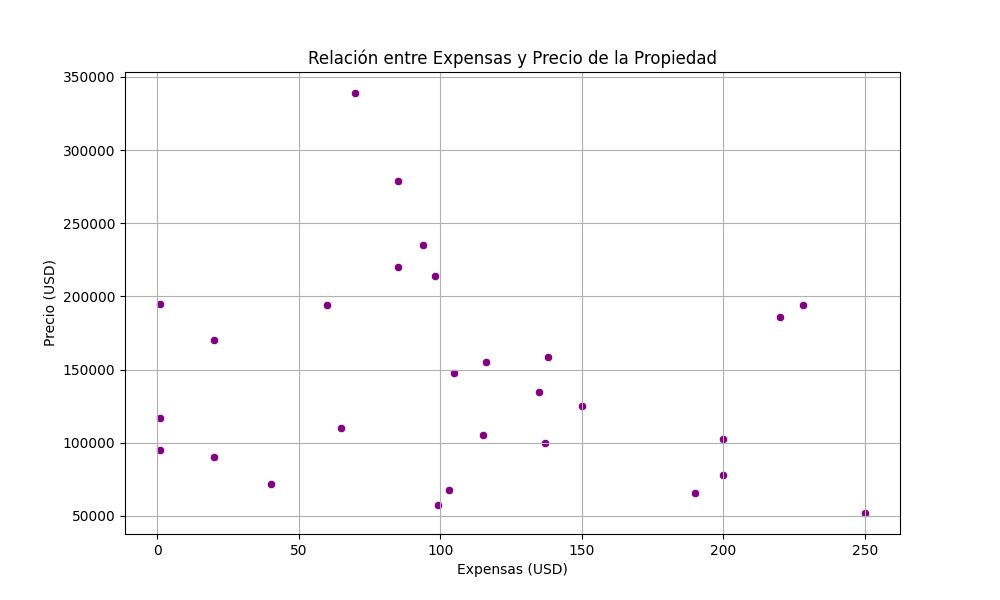 Relación entre Expensas y Precio de la Propiedad
350000
300000
250000
200000
150000
100000
50000
Precio (USD)
0 50 100 150 200 250
Expensas (USD)